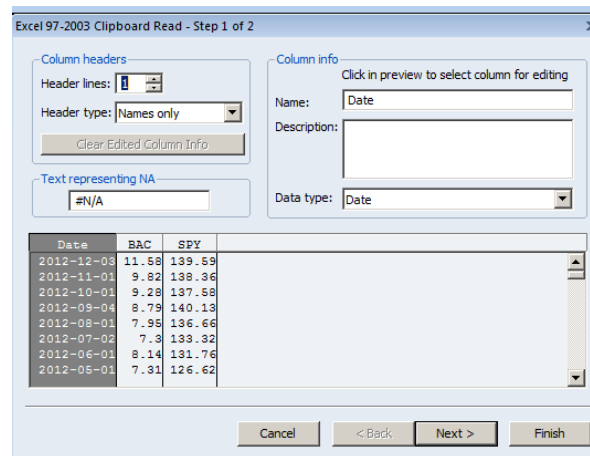 Excel 97-2003 Clipboard Read - Step 1 of 2
Column headers
Header lines: 1
Header type: Names only
Clear Edited Column Info
Text representing NA
#N/A
Column info
Click in preview to select column for editing
Name: Date
Description:
Data type: Date
Date BAC SPY
2012-12-03 11.58 139.59
2012-11-01 9.82 138.36
2012-10-01 9.28 137.58
2012-09-04 8.79 140.13
2012-08-01 7.95 136.66
2012-07-02 7.3 133.32
2012-06-01 8.14 131.76
2012-05-01 7.31 126.62
Cancel < Back Next > Finish